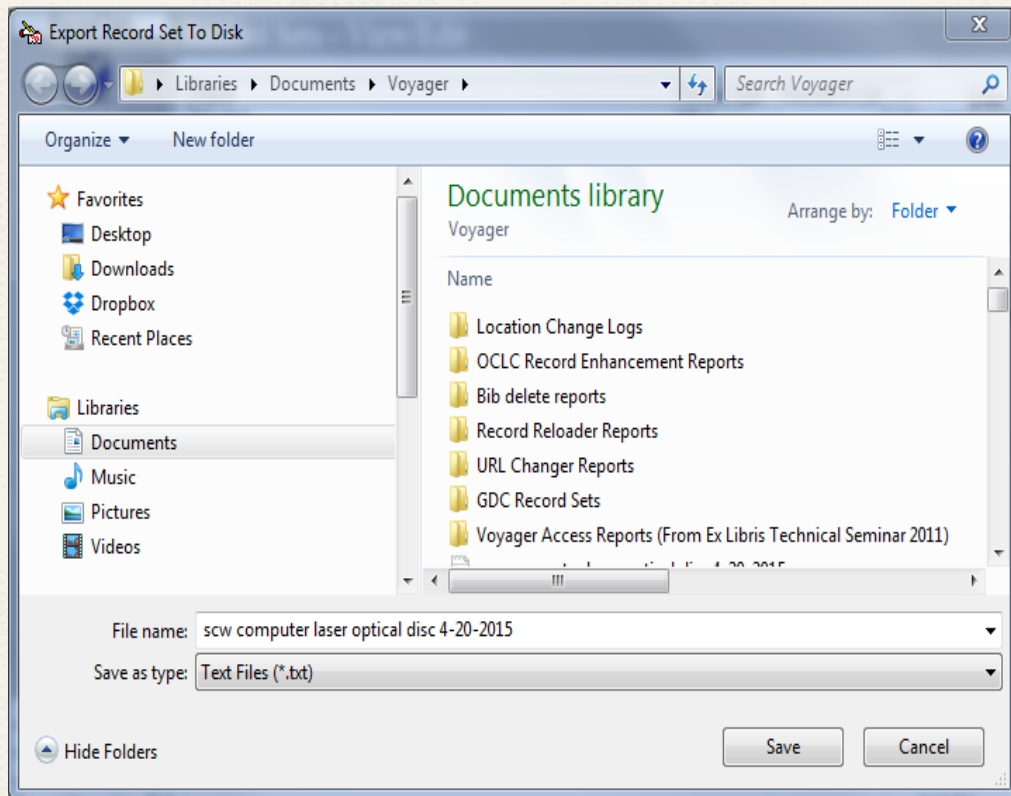 Export Record Set To Disk
Libraries Documents Voyager
Search Voyager
Organize New folder
Favorites
Desktop
Downloads
Dropbox
Recent Places
Libraries
Documents
Music
Pictures
Videos
Documents library
Voyager
Arrange by: Folder
Name
Location Change Logs
OCLC Record Enhancement Reports
Bib delete reports
Record Reloader Reports
URL Changer Reports
GDC Record Sets
Voyager Access Reports (From Ex Libris Technical Seminar 2011)
File name: scw computer laser optical disc 4-20-2015
Save as type: Text Files (*.txt)
Hide Folders
Save
Cancel